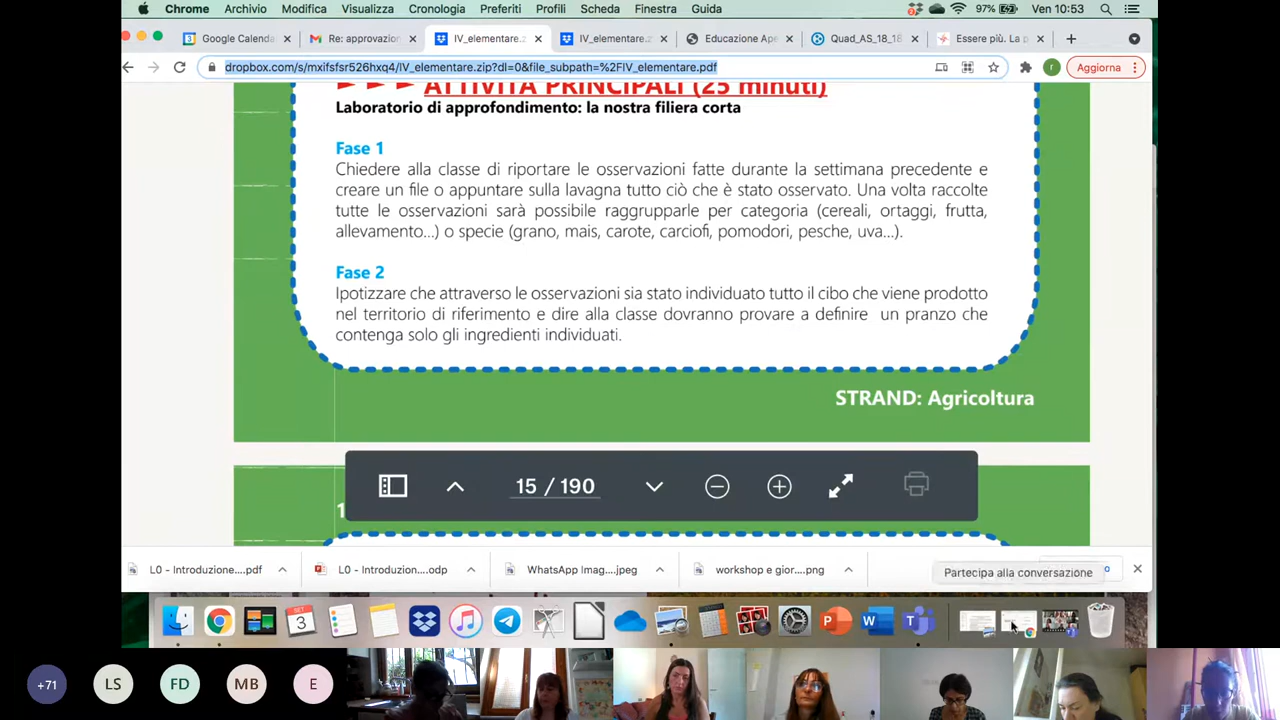 Chrome Archivio Modifica Visualizza Cronologia Preferiti Profili Scheda Finestra Guida 97% Ven 10:53
Google Calenda
Re: approvazion
IV_elementare.z
IV_elementare.z
Educazione Ape
Quad_AS_18_18
Essere più. La p
dropbox.com/s/mxifsfsr526hxq4/IV_elementare.zip?dl=0&file_subpath=%2FIV_elementare.pdf
r
Aggiorna
ATTIVITÀ PRINCIPALI (25 minuti)
Laboratorio di approfondimento: la nostra filiera corta
Fase 1
Chiedere alla classe di riportare le osservazioni fatte durante la settimana precedente e
creare un file o appuntare sulla lavagna tutto ciò che è stato osservato. Una volta raccolte
tutte le osservazioni sarà possibile raggrupparle per categoria (cereali, ortaggi, frutta,
allevamento...) o specie (grano, mais, carote, carciofi, pomodori, pesche, uva...).
Fase 2
Ipotizzare che attraverso le osservazioni sia stato individuato tutto il cibo che viene prodotto
nel territorio di riferimento e dire alla classe dovranno provare a definire un pranzo che
contenga solo gli ingredienti individuati.
STRAND: Agricoltura
15 / 190
1
L0 - Introduzione....pdf
L0 - Introduzion....odp
WhatsApp Imag....jpeg
workshop e gior....png
Partecipa alla conversazione
SET
3
+71
LS
FD
MB
E